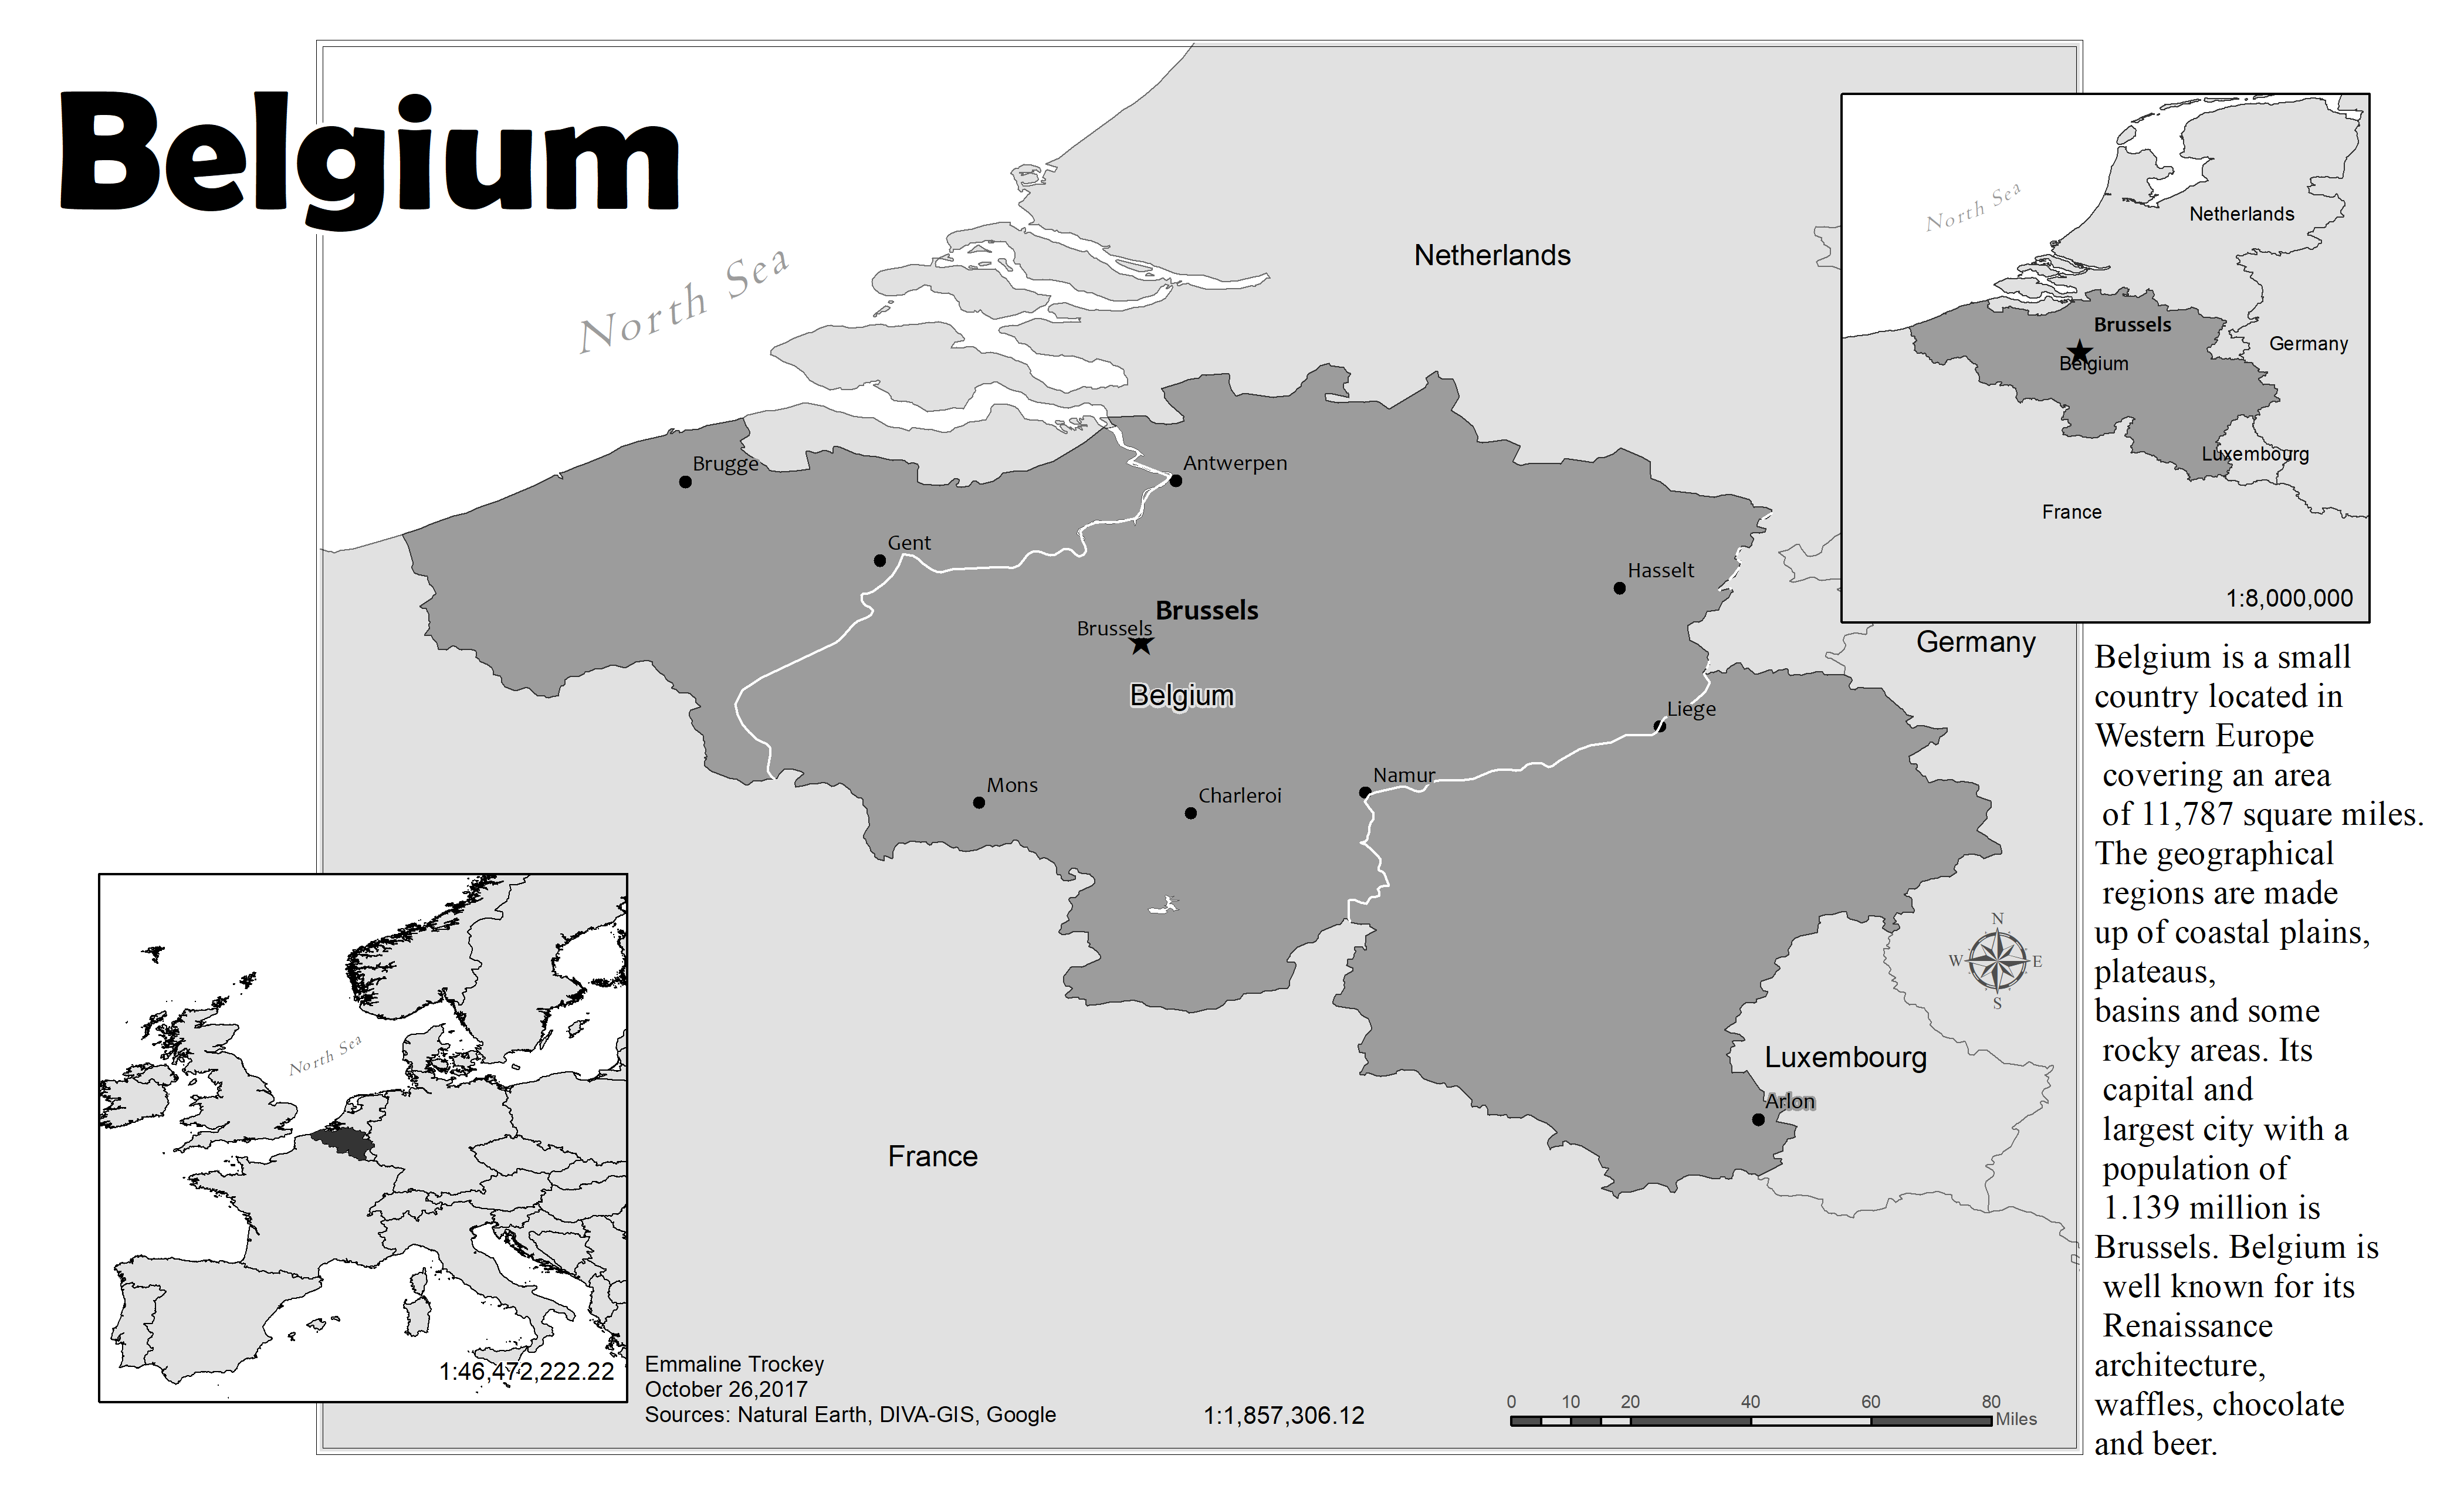 Belgium
North Sea
Netherlands
Brugge
Antwerpen
Gent
Hasselt
Brussels
Brussels
Belgium
Germany
Liege
Namur
Mons
Charleroi
Luxembourg
Arlon
France
N
W E
S
North Sea
Netherlands
Brussels
Germany
Belgium
Luxembourg
France
1:8,000,000
Belgium is a small
country located in
Western Europe
covering an area
of 11,787 square miles.
The geographical
regions are made
up of coastal plains,
plateaus,
basins and some
rocky areas. Its
capital and
largest city with a
population of
1.139 million is
Brussels. Belgium is
well known for its
Renaissance
architecture,
waffles, chocolate
and beer.
North Sea
1:46,472,222.22
Emmaline Trockey
October 26,2017
Sources: Natural Earth, DIVA-GIS, Google
1:1,857,306.12
0 10 20 40 60 80
Miles